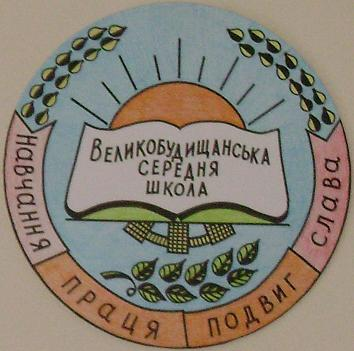 Великобудищанська
середня
школа
навчання
праця
подвиг
слава